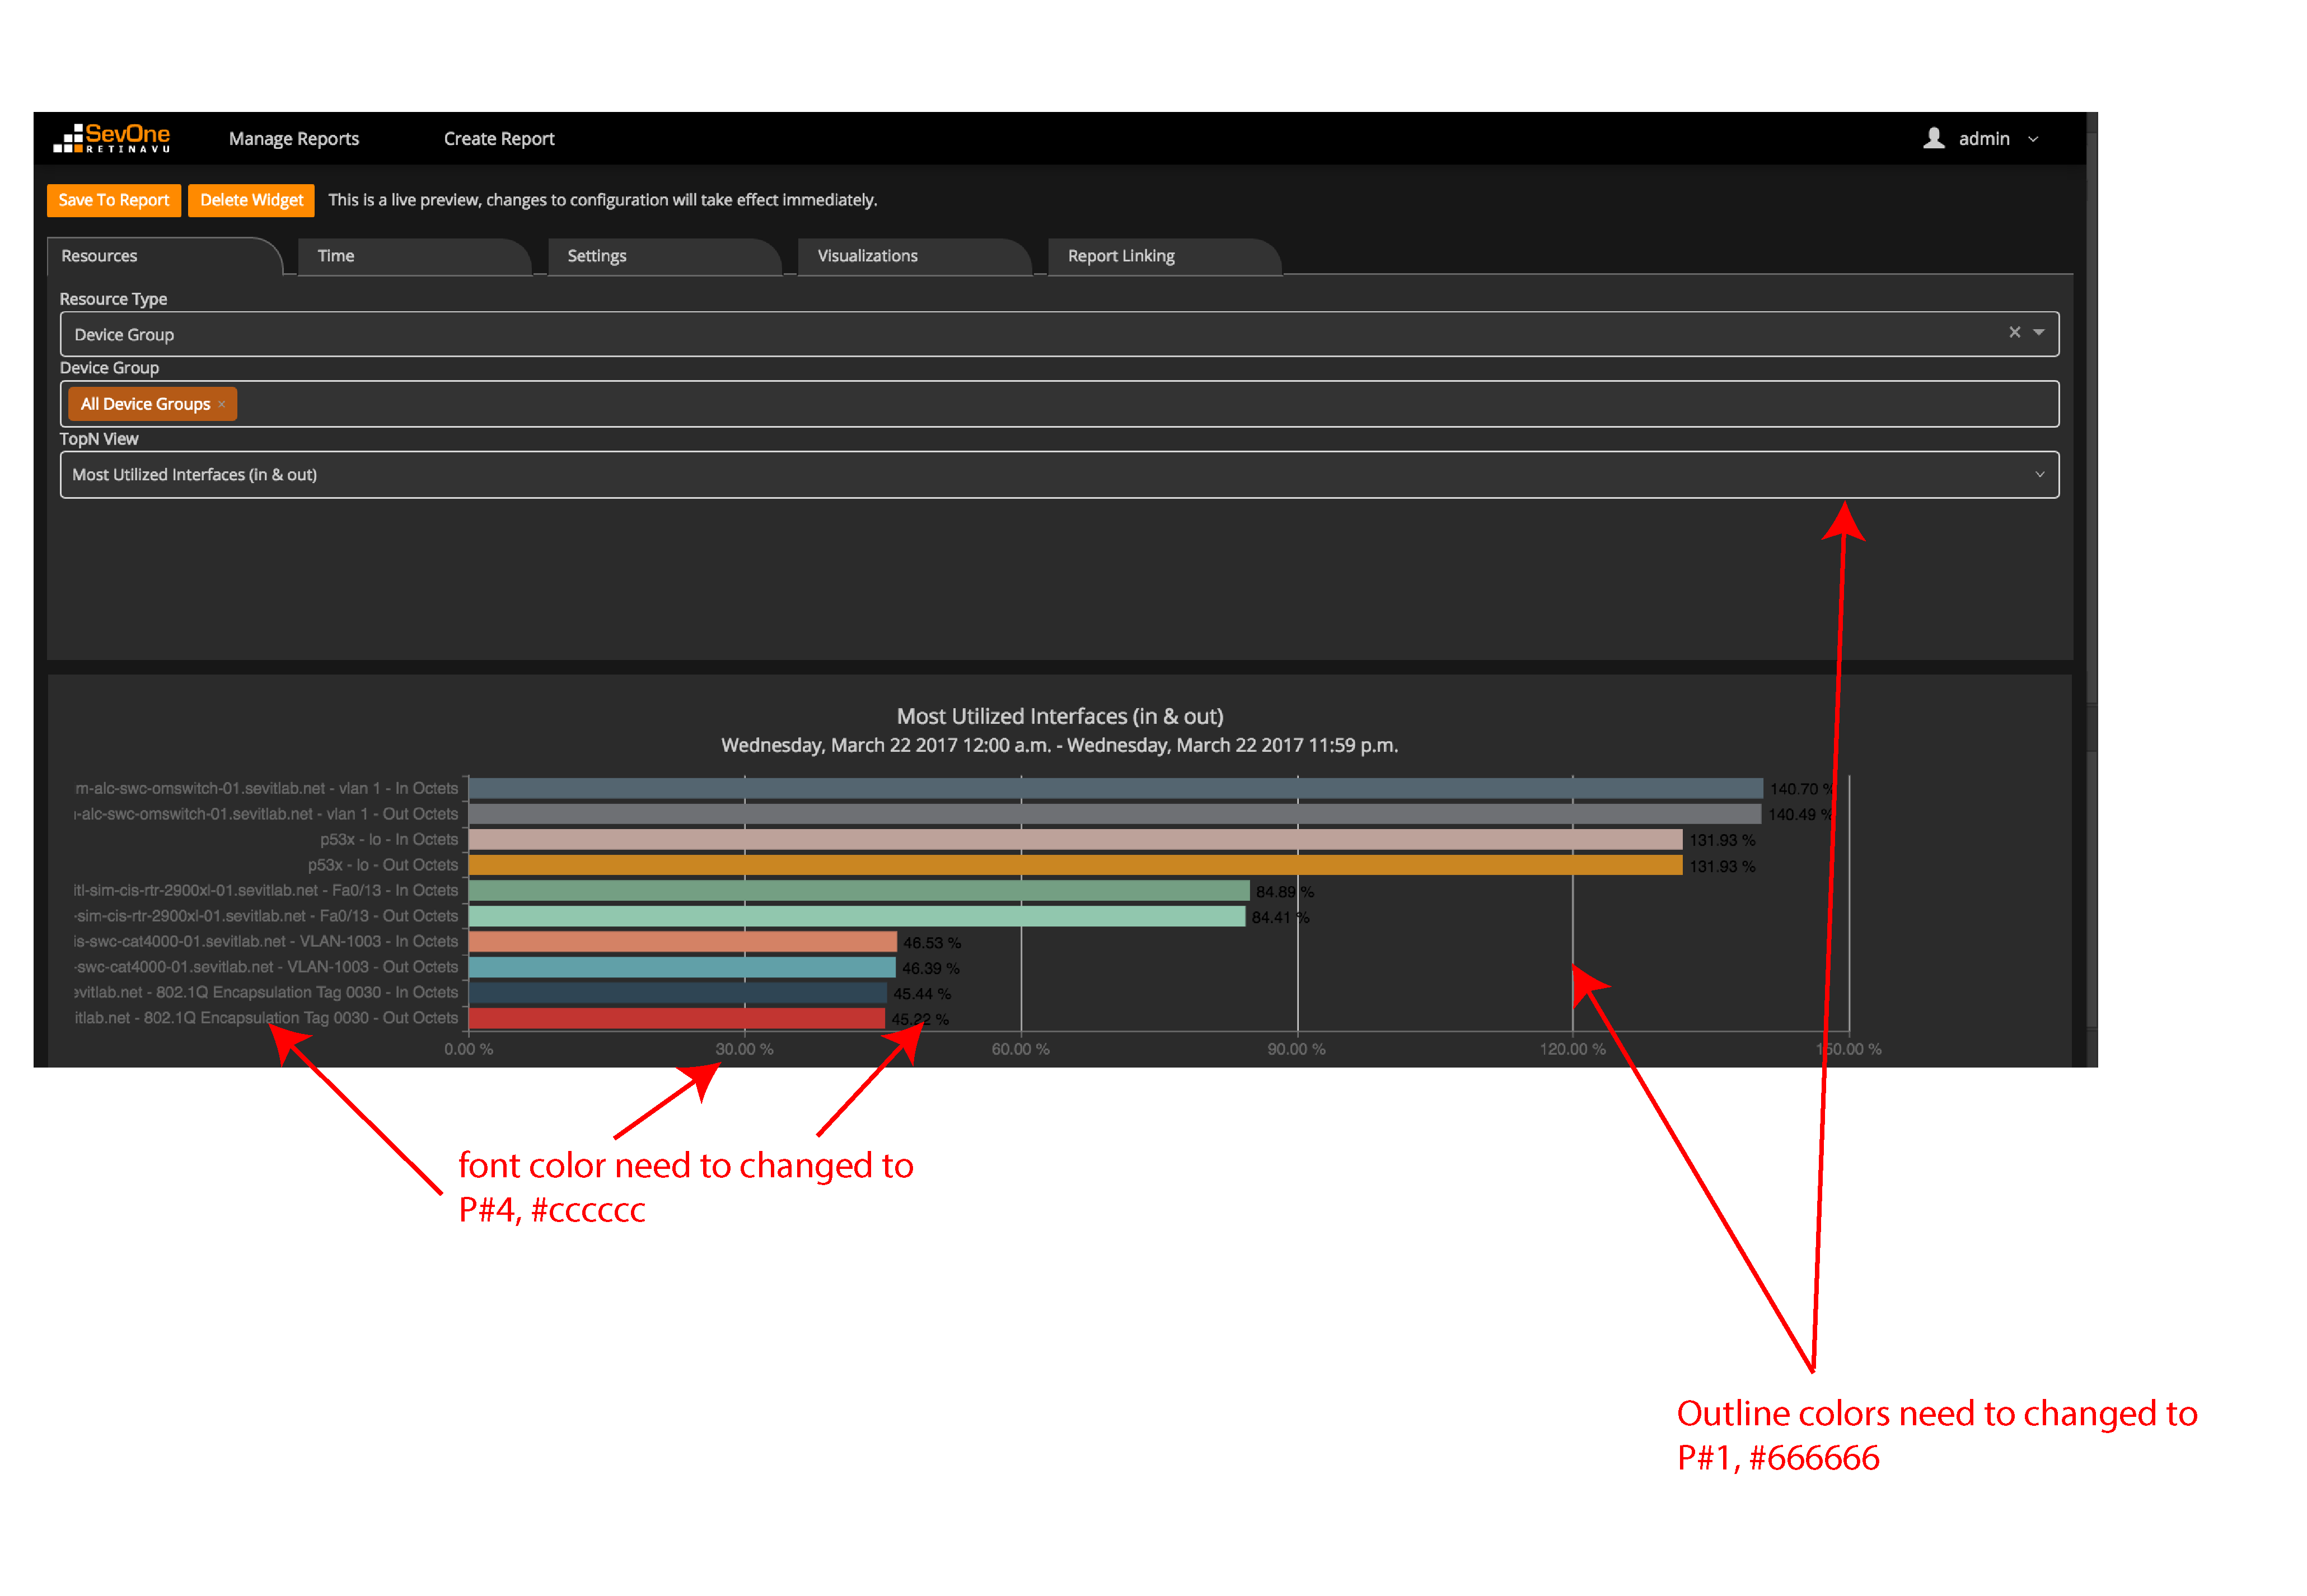 SevOne
RETINAVU
Manage Reports
Create Report
admin
Save To Report
Delete Widget
This is a live preview, changes to configuration will take effect immediately.
Resources
Time
Settings
Visualizations
Report Linking
Resource Type
Device Group
Device Group
All Device Groups ×
TopN View
Most Utilized Interfaces (in & out)
Most Utilized Interfaces (in & out)
Wednesday, March 22 2017 12:00 a.m. - Wednesday, March 22 2017 11:59 p.m.
m-alc-swc-omswitch-01.sevitlab.net - vlan 1 - In Octets
140.70 %
-alc-swc-omswitch-01.sevitlab.net - vlan 1 - Out Octets
140.49 %
p53x - lo - In Octets
131.93 %
p53x - lo - Out Octets
131.93 %
itl-sim-cis-rtr-2900xl-01.sevitlab.net - Fa0/13 - In Octets
84.89 %
-sim-cis-rtr-2900xl-01.sevitlab.net - Fa0/13 - Out Octets
84.41 %
is-swc-cat4000-01.sevitlab.net - VLAN-1003 - In Octets
46.53 %
-swc-cat4000-01.sevitlab.net - VLAN-1003 - Out Octets
46.39 %
evitlab.net - 802.1Q Encapsulation Tag 0030 - In Octets
45.44 %
itlab.net - 802.1Q Encapsulation Tag 0030 - Out Octets
45.22 %
0.00 %
30.00 %
60.00 %
90.00 %
120.00 %
150.00 %
font color need to changed to
P#4, #cccccc
Outline colors need to changed to
P#1, #666666